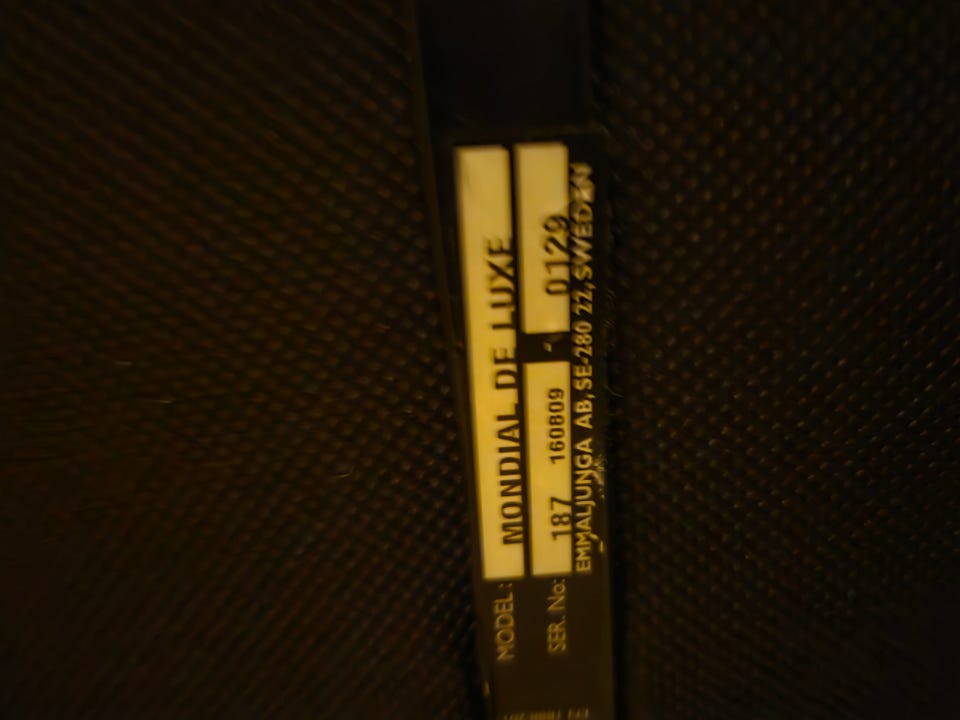 MODEL: MONDIAL DE LUXE
SER. No: 187 160809 - 0129
EMMALJUNGA AB, SE-280 22, SWEDEN